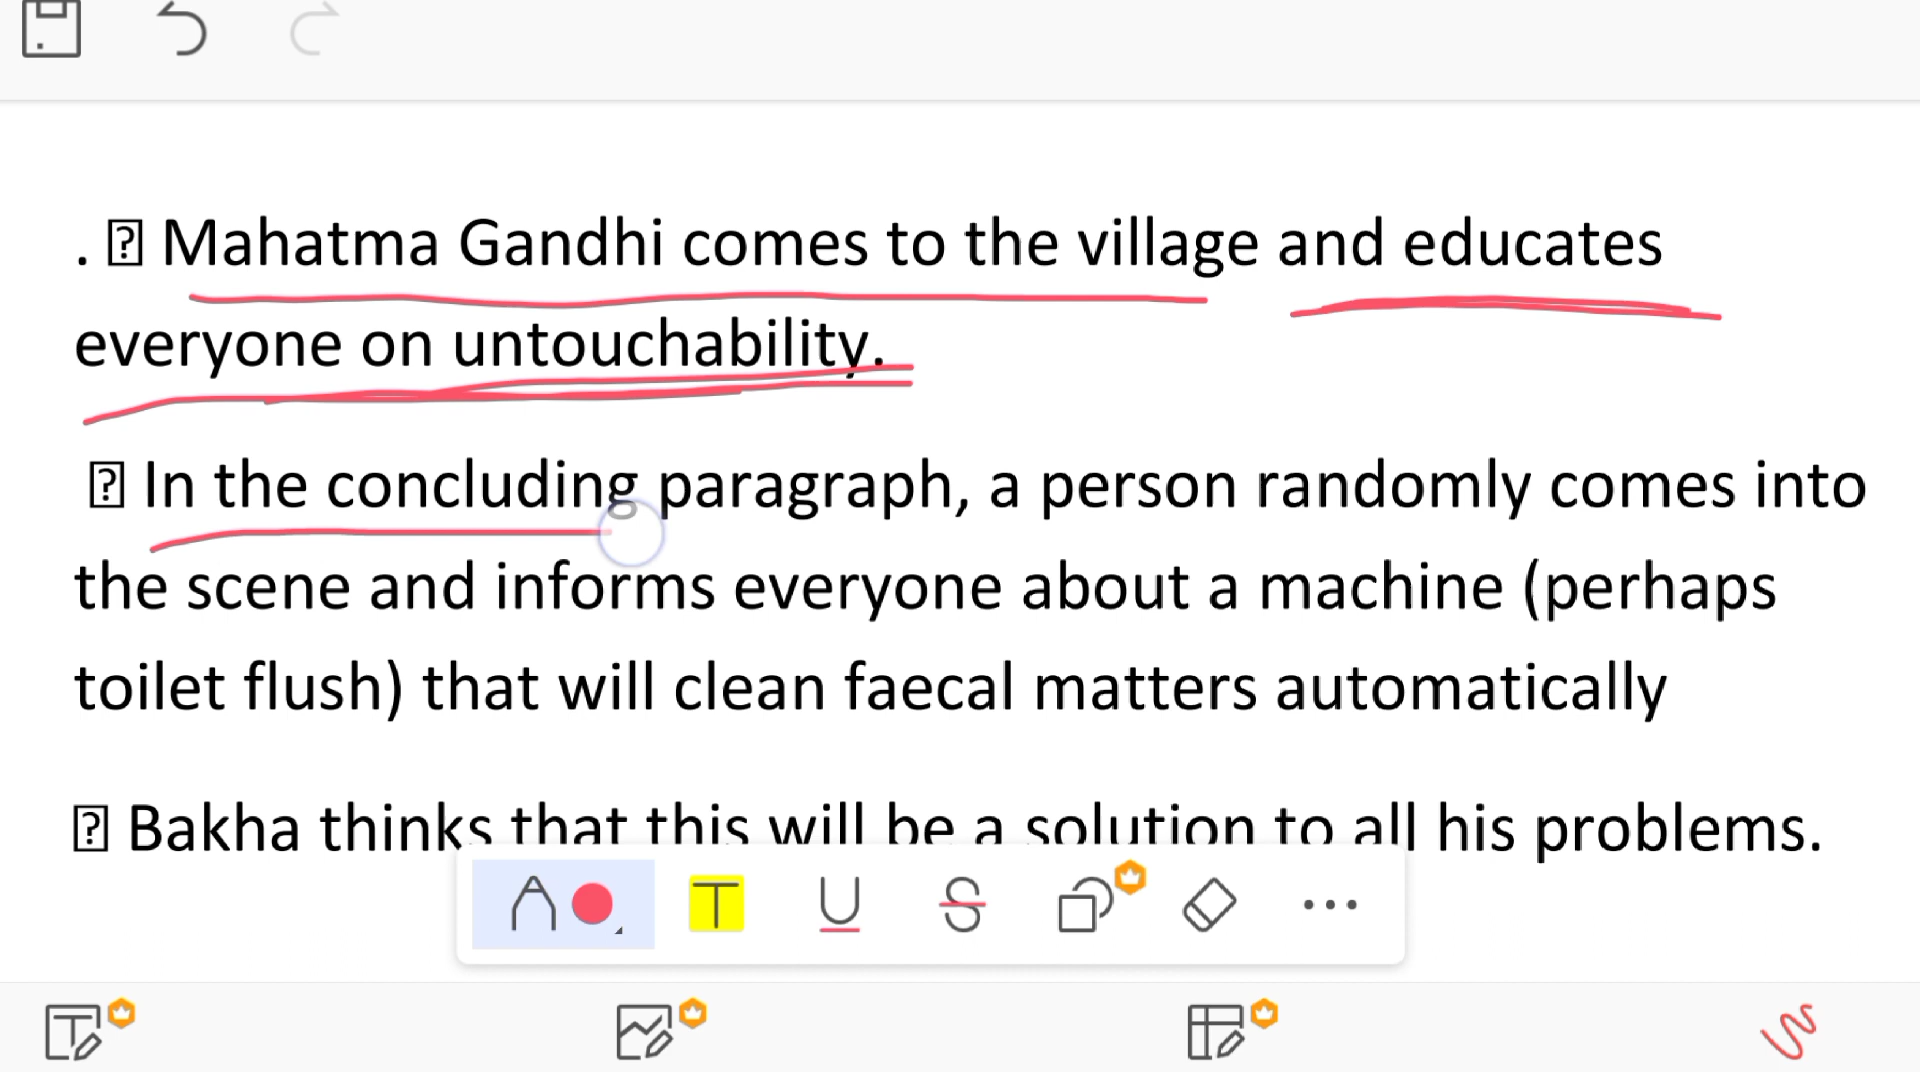 . ⍰ Mahatma Gandhi comes to the village and educates
everyone on untouchability.
⍰ In the concluding paragraph, a person randomly comes into
the scene and informs everyone about a machine (perhaps
toilet flush) that will clean faecal matters automatically
⍰ Bakha thinks that this will be a solution to all his problems.